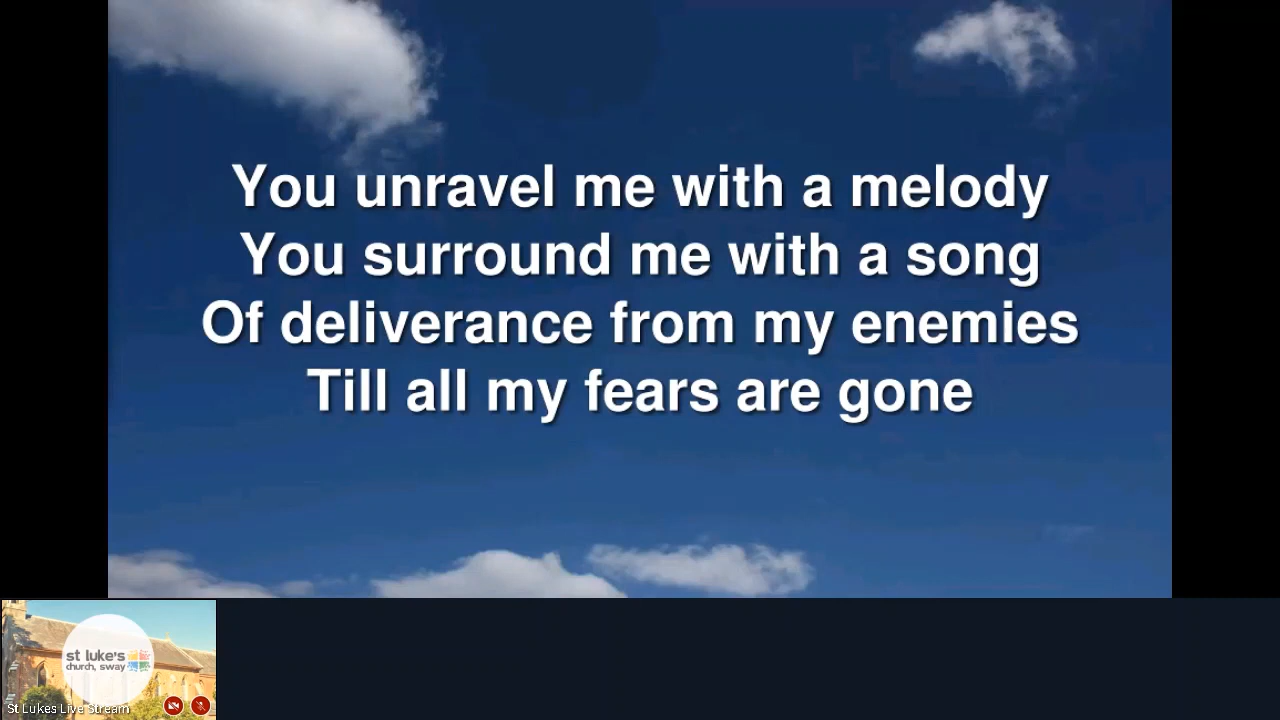 You unravel me with a melody
You surround me with a song
Of deliverance from my enemies
Till all my fears are gone
st luke's
church, sway
St Lukes Live Stream